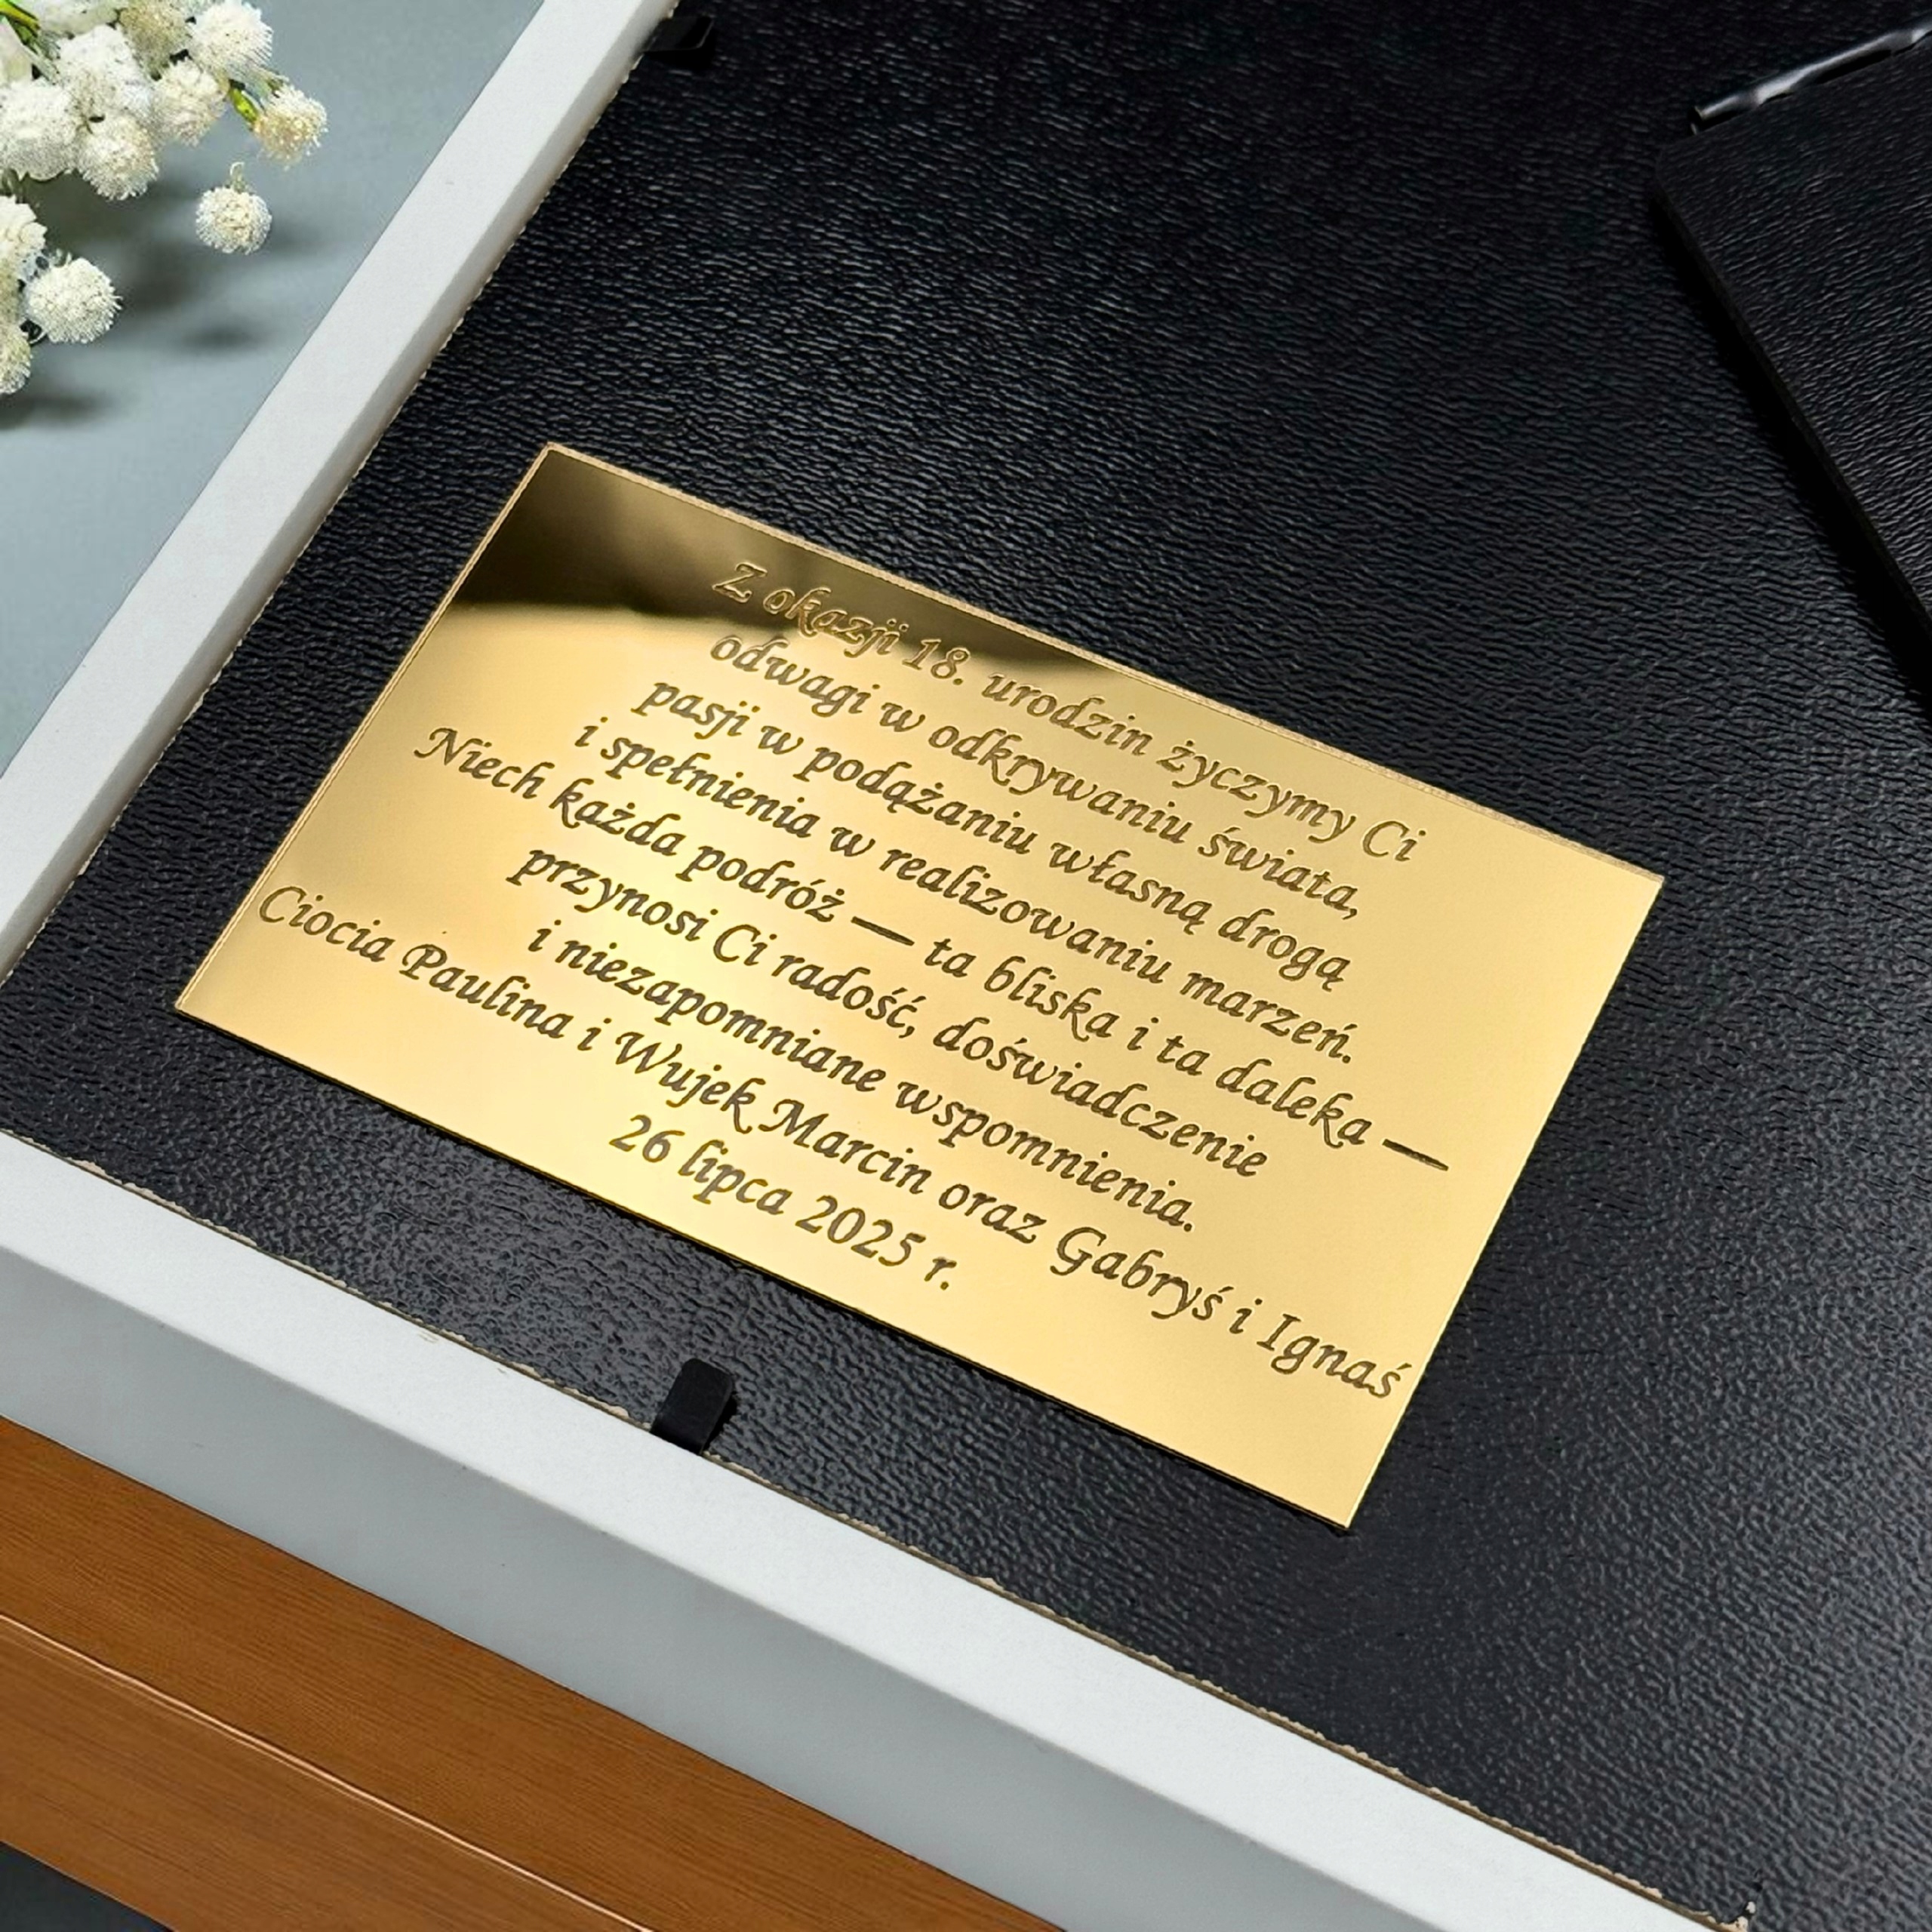 Z okazji 18. urodzin życzymy Ci
odwagi w odkrywaniu świata,
pasji w podążaniu własną drogą
i spełnienia w realizowaniu marzeń.
Niech każda podróż — ta bliska i ta daleka —
przynosi Ci radość, doświadczenie
i niezapomniane wspomnienia.
Ciocia Paulina i Wujek Marcin oraz Gabryś i Ignaś
26 lipca 2025 r.